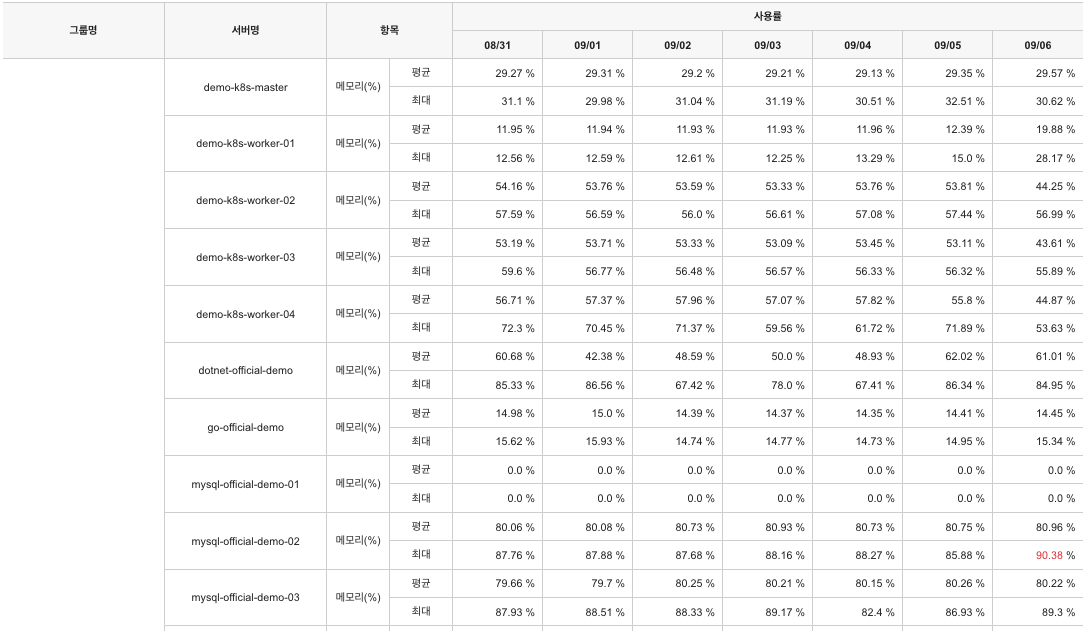 그룹명 서버명 항목 사용률
08/31 09/01 09/02 09/03 09/04 09/05 09/06
demo-k8s-master 메모리(%) 평균 29.27 % 29.31 % 29.2 % 29.21 % 29.13 % 29.35 % 29.57 %
최대 31.1 % 29.98 % 31.04 % 31.19 % 30.51 % 32.51 % 30.62 %
demo-k8s-worker-01 메모리(%) 평균 11.95 % 11.94 % 11.93 % 11.93 % 11.96 % 12.39 % 19.88 %
최대 12.56 % 12.59 % 12.61 % 12.25 % 13.29 % 15.0 % 28.17 %
demo-k8s-worker-02 메모리(%) 평균 54.16 % 53.76 % 53.59 % 53.33 % 53.76 % 53.81 % 44.25 %
최대 57.59 % 56.59 % 56.0 % 56.61 % 57.08 % 57.44 % 56.99 %
demo-k8s-worker-03 메모리(%) 평균 53.19 % 53.71 % 53.33 % 53.09 % 53.45 % 53.11 % 43.61 %
최대 59.6 % 56.77 % 56.48 % 56.57 % 56.33 % 56.32 % 55.89 %
demo-k8s-worker-04 메모리(%) 평균 56.71 % 57.37 % 57.96 % 57.07 % 57.82 % 55.8 % 44.87 %
최대 72.3 % 70.45 % 71.37 % 59.56 % 61.72 % 71.89 % 53.63 %
dotnet-official-demo 메모리(%) 평균 60.68 % 42.38 % 48.59 % 50.0 % 48.93 % 62.02 % 61.01 %
최대 85.33 % 86.56 % 67.42 % 78.0 % 67.41 % 86.34 % 84.95 %
go-official-demo 메모리(%) 평균 14.98 % 15.0 % 14.39 % 14.37 % 14.35 % 14.41 % 14.45 %
최대 15.62 % 15.93 % 14.74 % 14.77 % 14.73 % 14.95 % 15.34 %
mysql-official-demo-01 메모리(%) 평균 0.0 % 0.0 % 0.0 % 0.0 % 0.0 % 0.0 % 0.0 %
최대 0.0 % 0.0 % 0.0 % 0.0 % 0.0 % 0.0 % 0.0 %
mysql-official-demo-02 메모리(%) 평균 80.06 % 80.08 % 80.73 % 80.93 % 80.73 % 80.75 % 80.96 %
최대 87.76 % 87.88 % 87.68 % 88.16 % 88.27 % 85.88 % 90.38 %
mysql-official-demo-03 메모리(%) 평균 79.66 % 79.7 % 80.25 % 80.21 % 80.15 % 80.26 % 80.22 %
최대 87.93 % 88.51 % 88.33 % 89.17 % 82.4 % 86.93 % 89.3 %